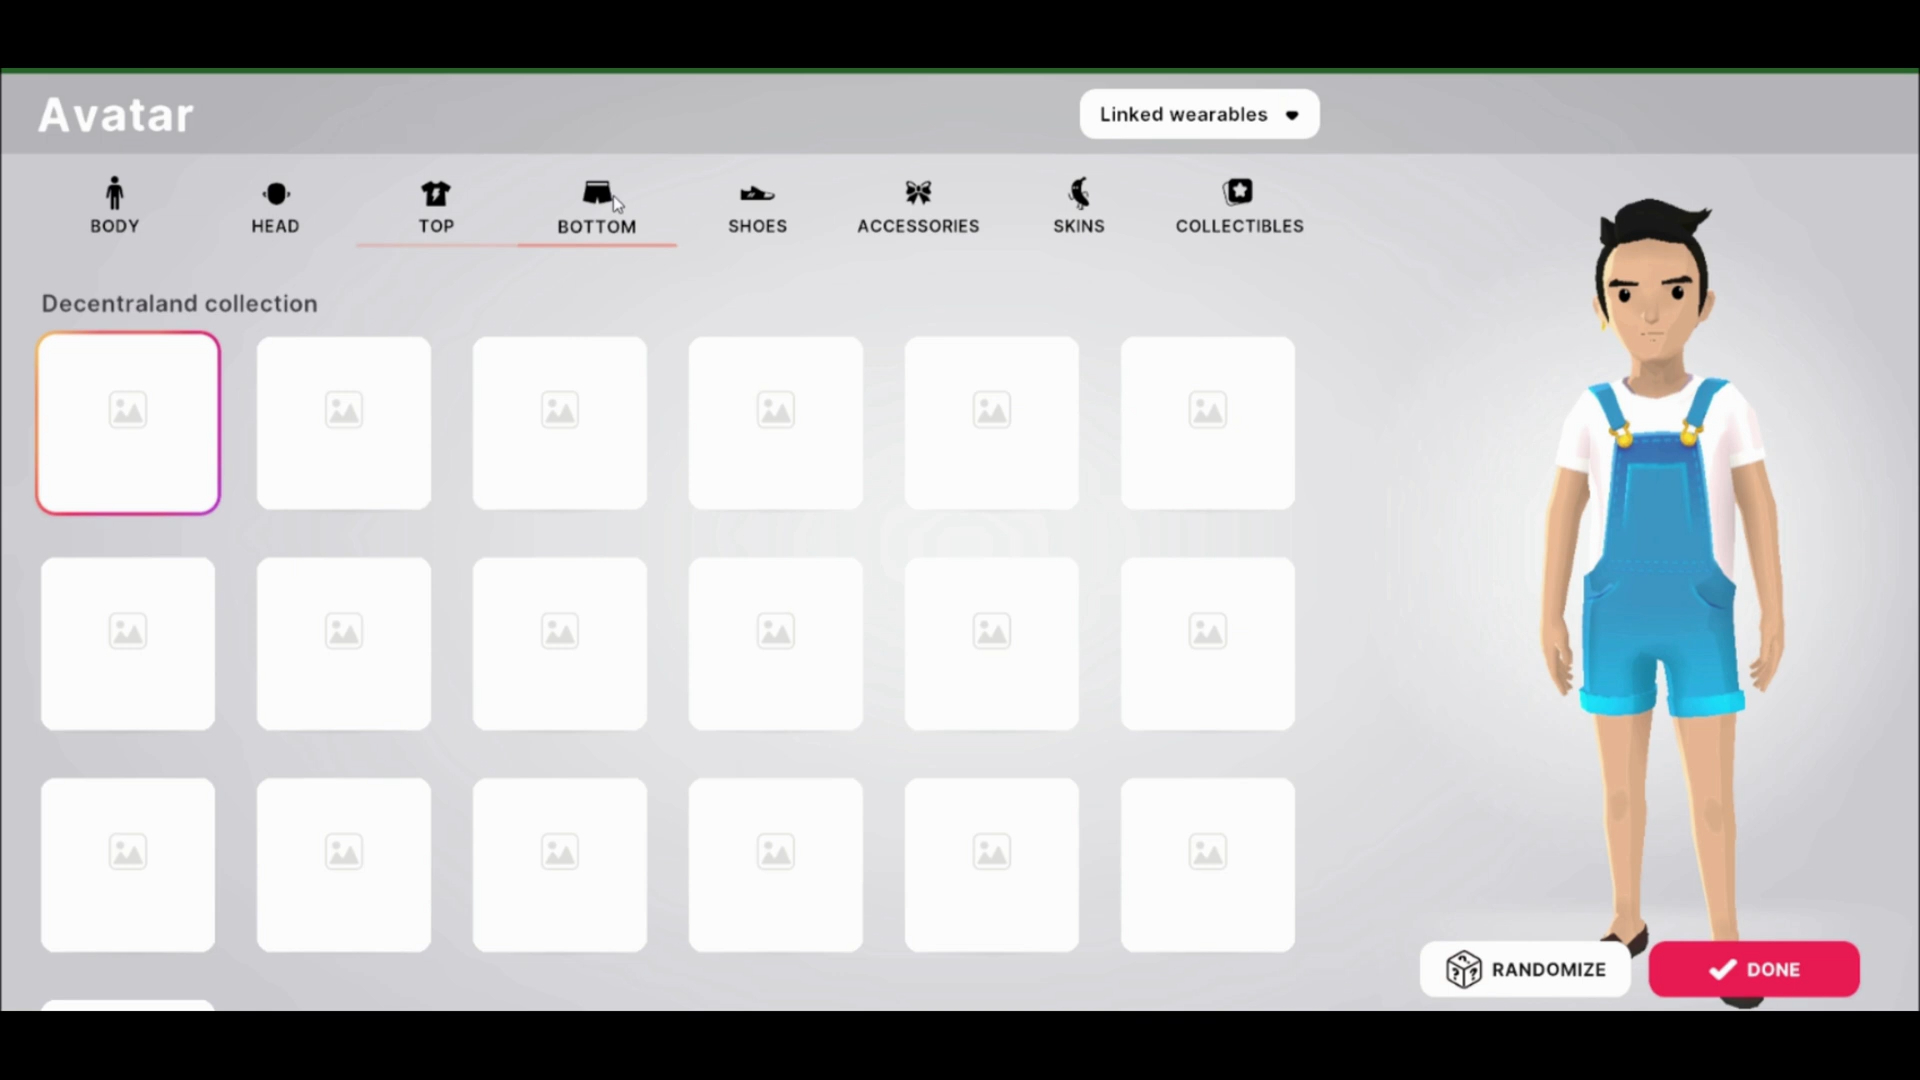 Avatar
Linked wearables
BODY
HEAD
TOP
BOTTOM
SHOES
ACCESSORIES
SKINS
COLLECTIBLES
Decentraland collection
RANDOMIZE
DONE